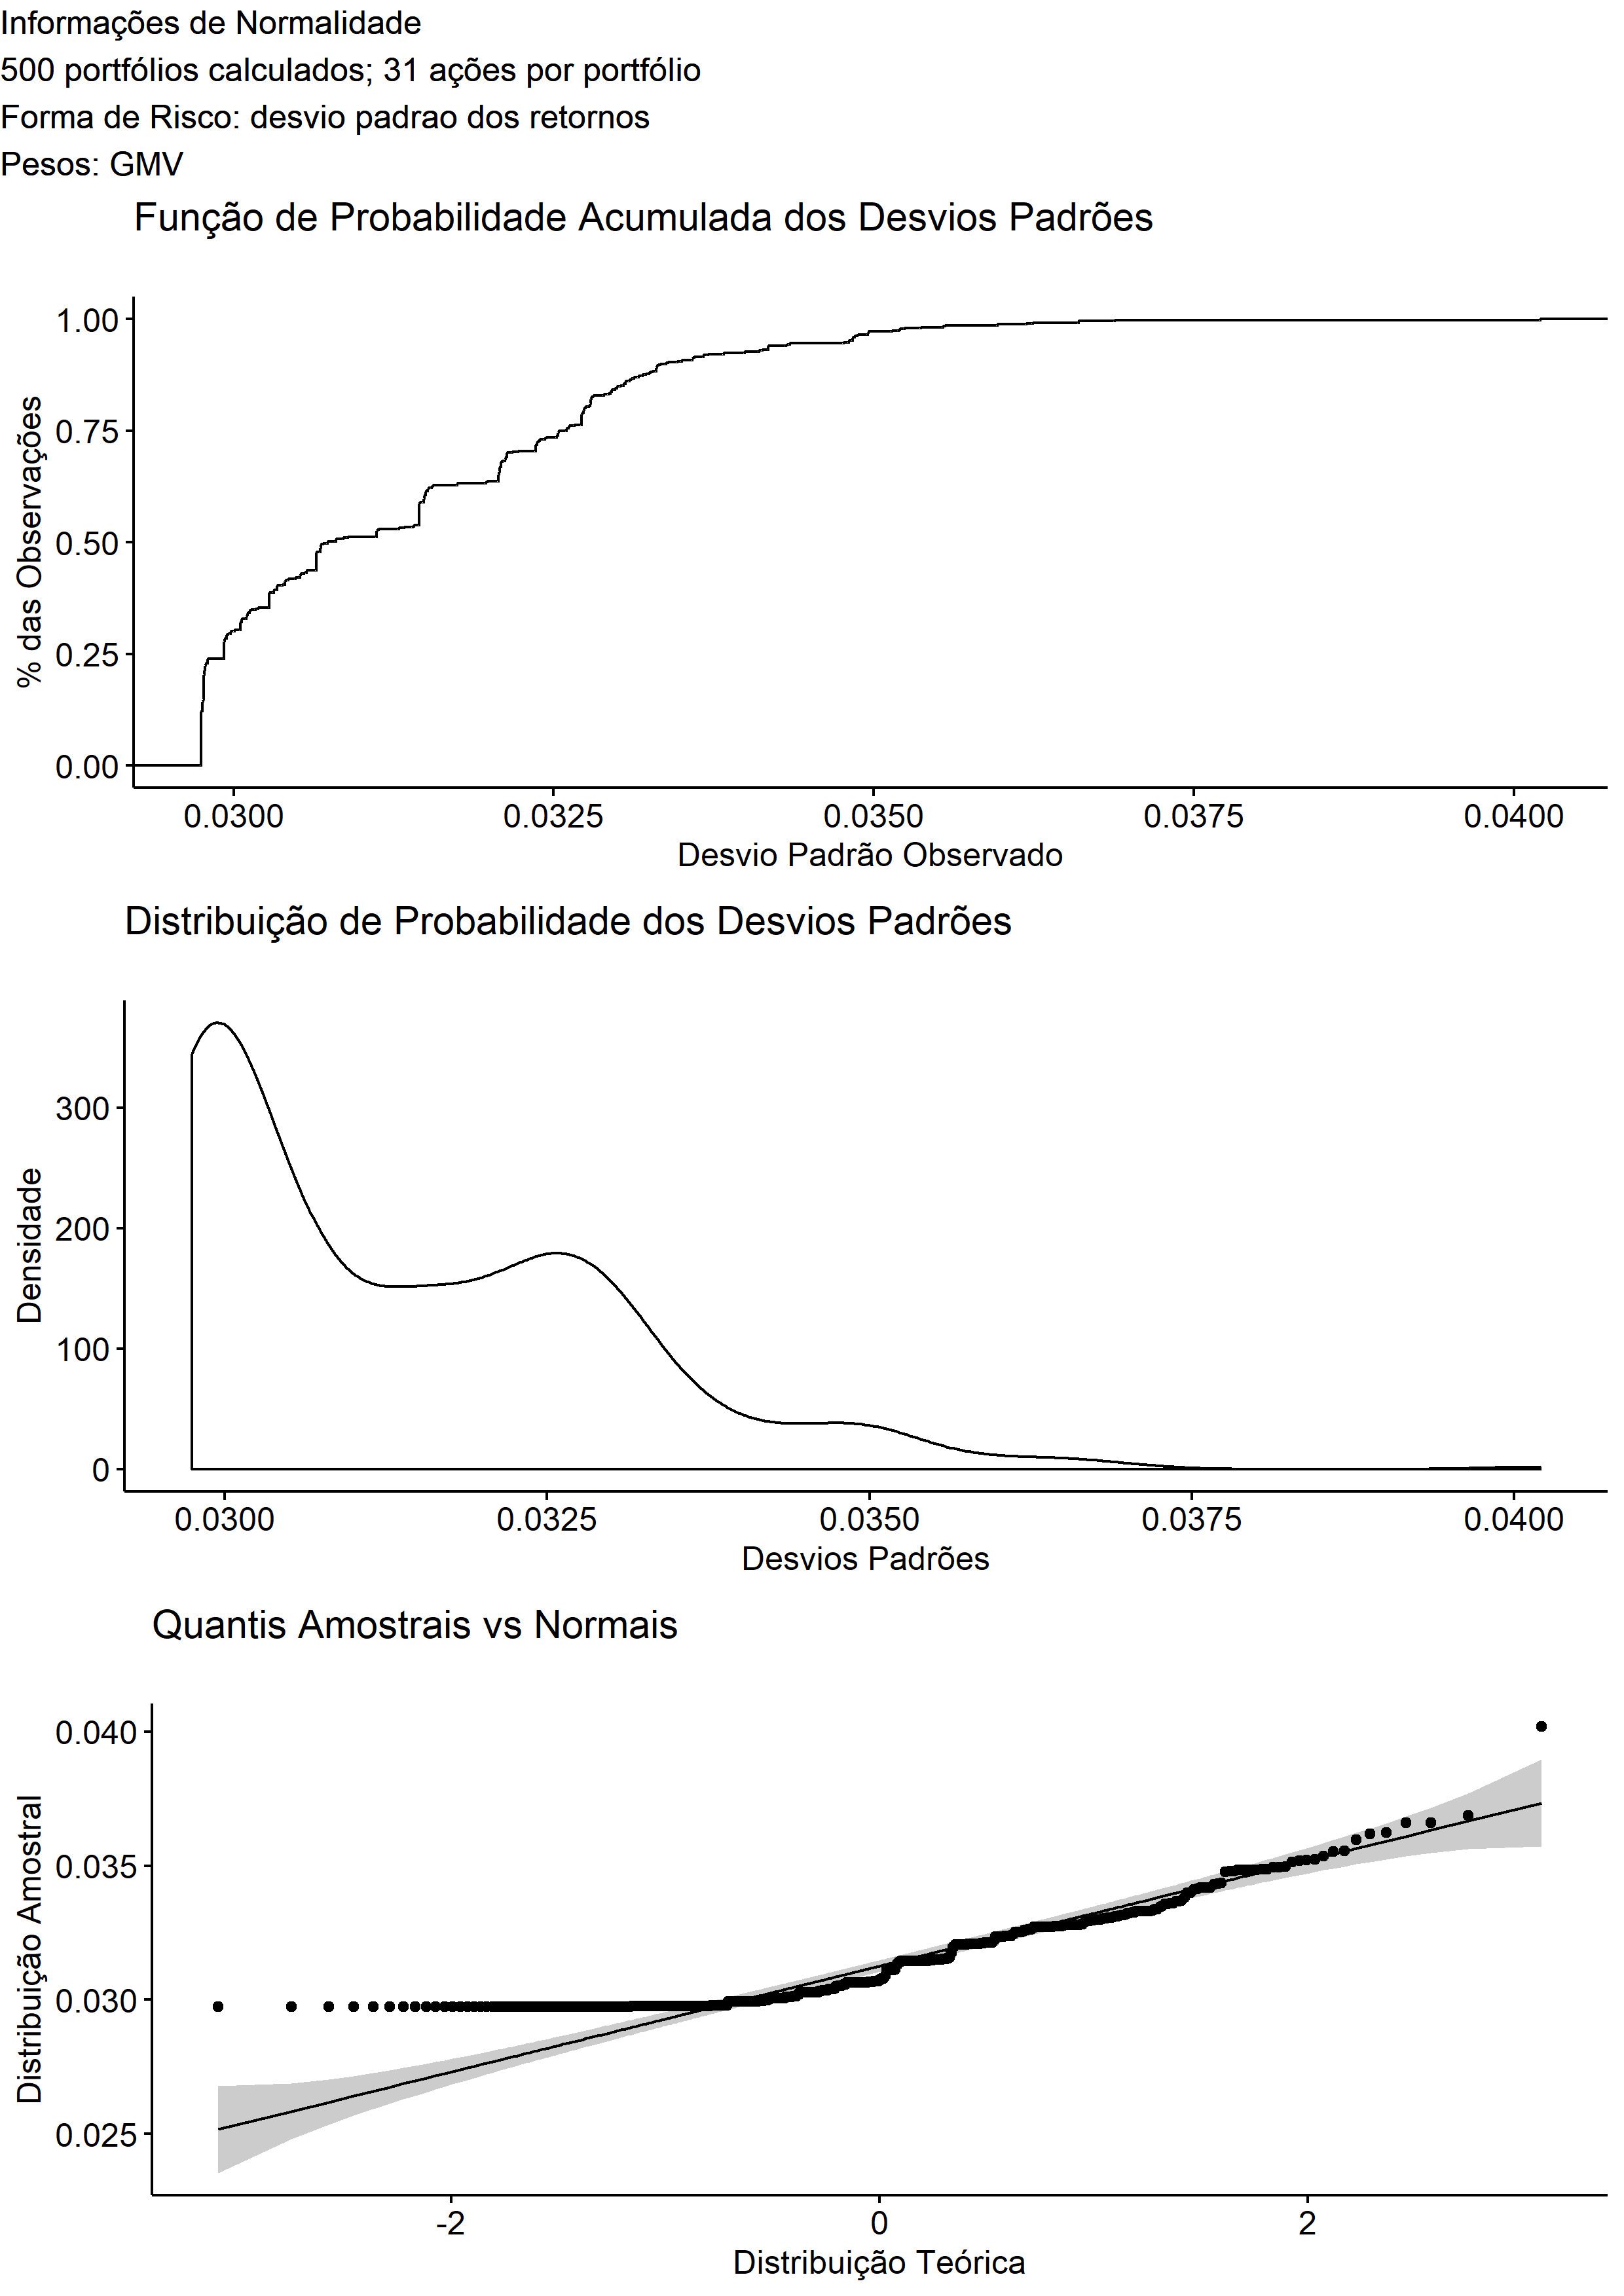 Informações de Normalidade
500 portfólios calculados; 31 ações por portfólio
Forma de Risco: desvio padrao dos retornos
Pesos: GMV
Função de Probabilidade Acumulada dos Desvios Padrões
% das Observações
1.00
0.75
0.50
0.25
0.00
0.0300 0.0325 0.0350 0.0375 0.0400
Desvio Padrão Observado
Distribuição de Probabilidade dos Desvios Padrões
Densidade
300
200
100
0
0.0300 0.0325 0.0350 0.0375 0.0400
Desvios Padrões
Quantis Amostrais vs Normais
Distribuição Amostral
0.040
0.035
0.030
0.025
-2 0 2
Distribuição Teórica